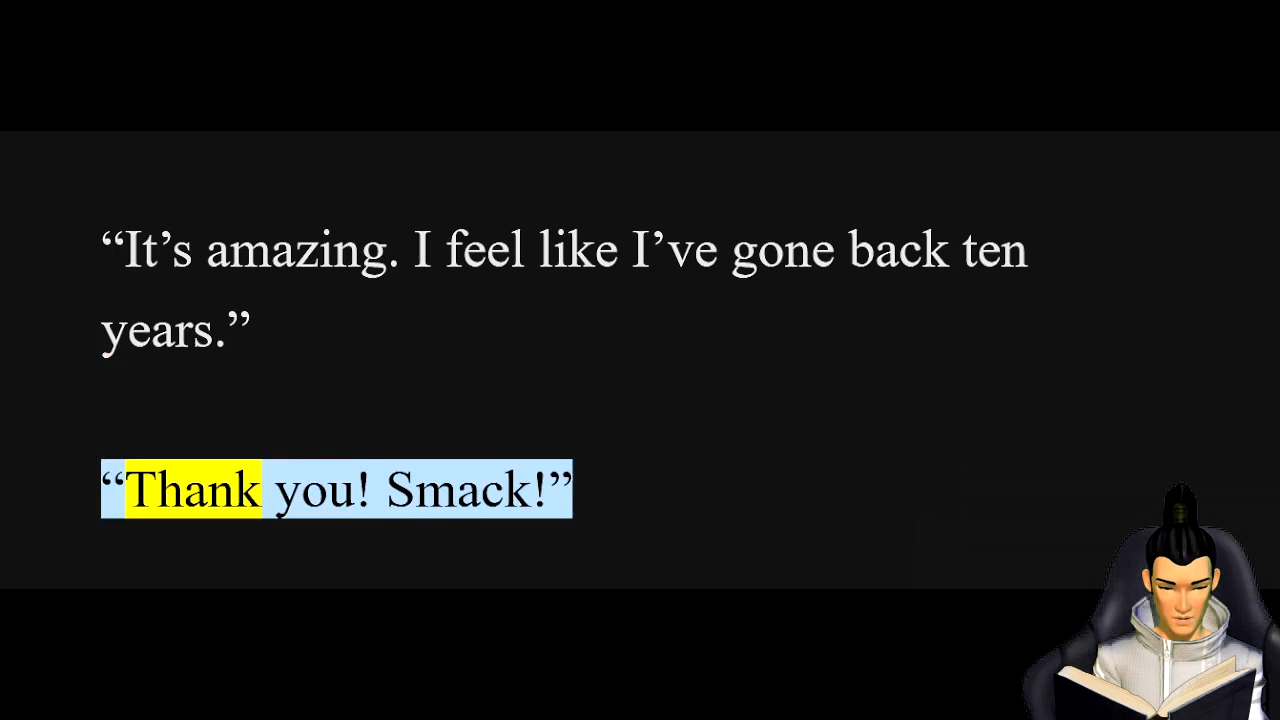 “It’s amazing. I feel like I’ve gone back ten
years.”
“Thank you! Smack!”